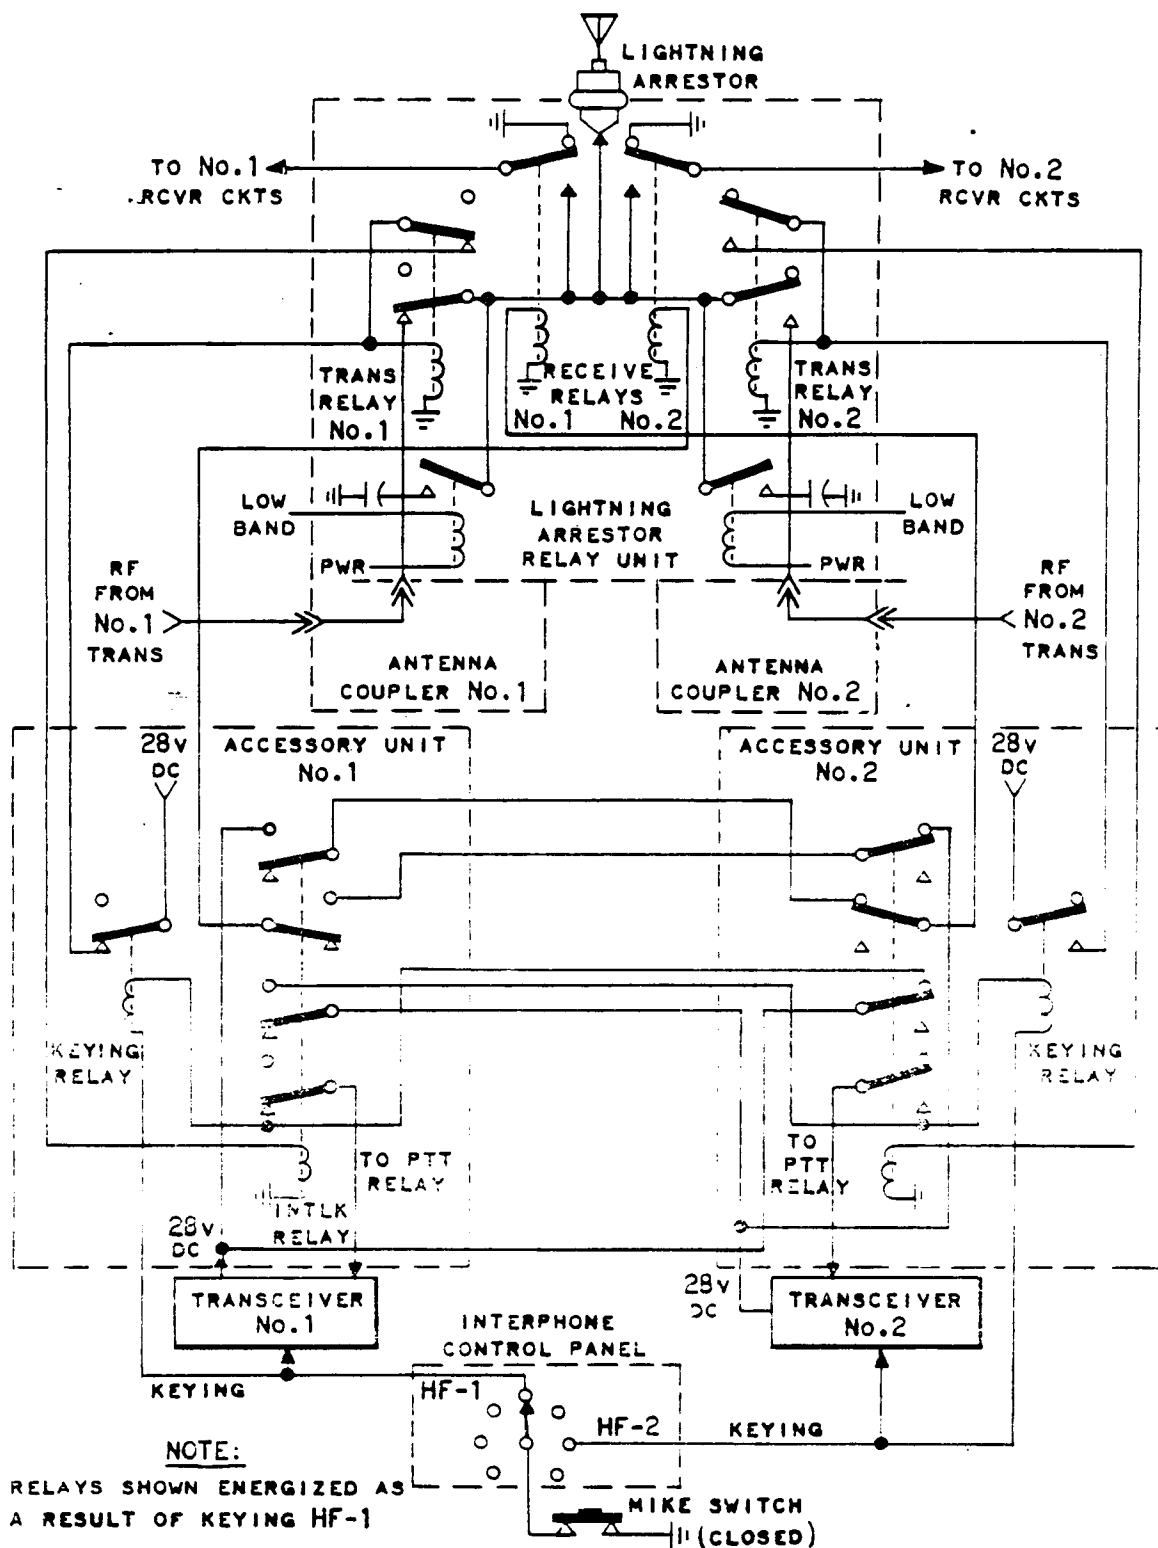 LIGHTNING
ARRESTOR
TO No.1
RCVR CKTS
TO No.2
RCVR CKTS
TRANS
RELAY
No.1
RECEIVE
RELAYS
No.1 No.2
TRANS
RELAY
No.2
LOW
BAND
LIGHTNING
ARRESTOR
RELAY UNIT
LOW
BAND
PWR
PWR
RF
FROM
No.1
TRANS
RF
FROM
No.2
TRANS
ANTENNA
COUPLER No.1
ANTENNA
COUPLER No.2
28V
DC
ACCESSORY UNIT
No.1
ACCESSORY UNIT
No.2
28V
DC
KEYING
RELAY
KEYING
RELAY
TO PTT
RELAY
TO
PTT
RELAY
INTLK
RELAY
28V
DC
28V
DC
TRANSCEIVER
No.1
TRANSCEIVER
No.2
INTERPHONE
CONTROL PANEL
KEYING
HF-1
HF-2
KEYING
NOTE:
RELAYS SHOWN ENERGIZED AS
A RESULT OF KEYING HF-1
MIKE SWITCH
(CLOSED)